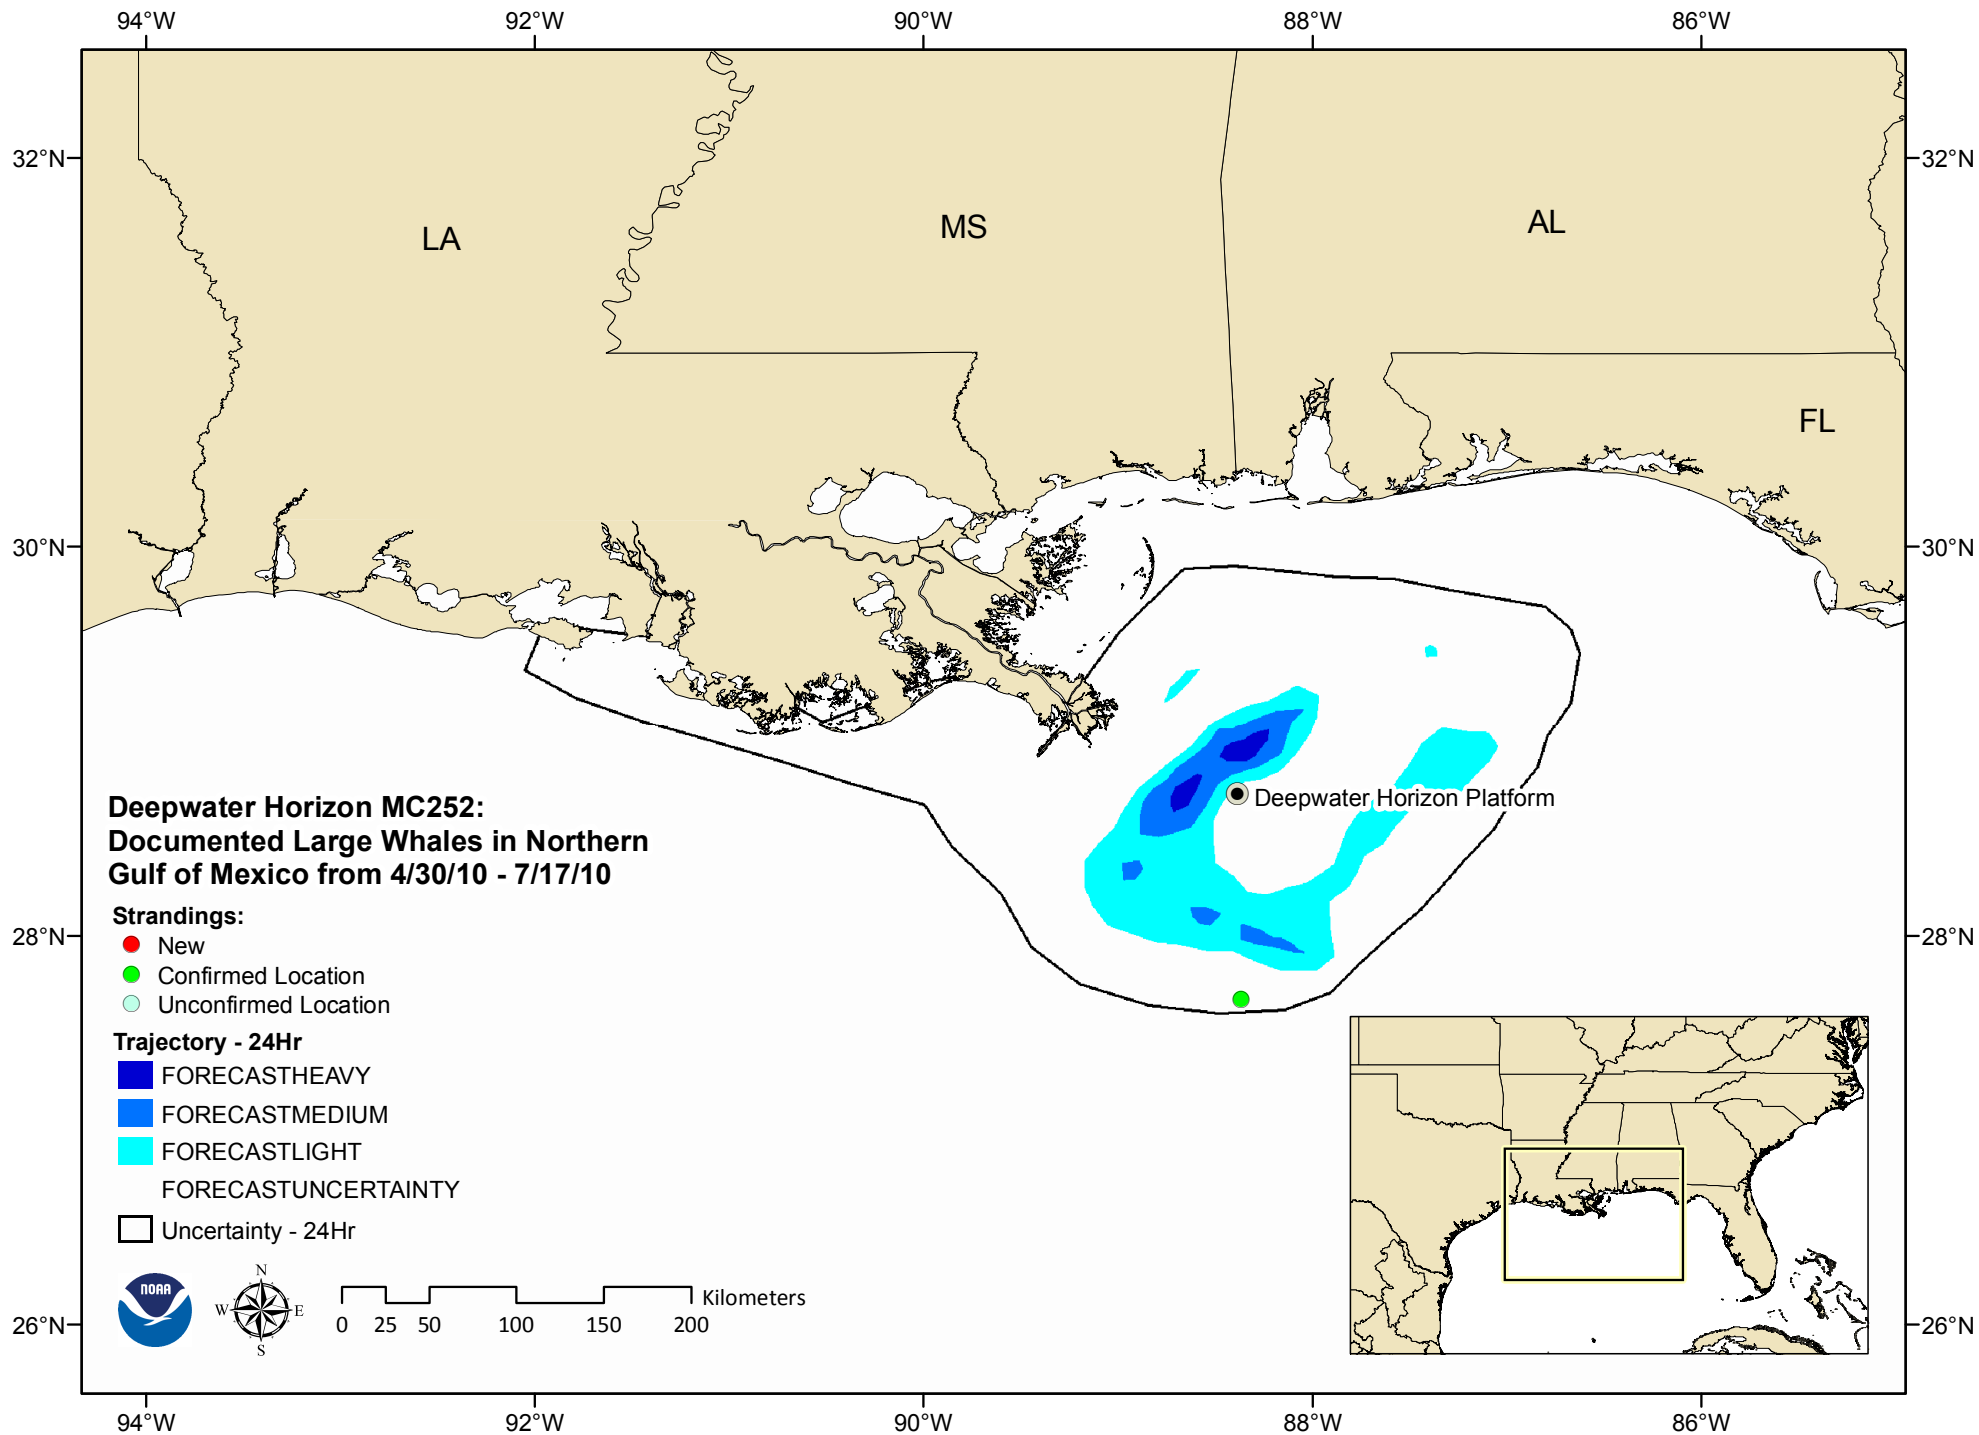 94°W 92°W 90°W 88°W 86°W
32°N 32°N
LA MS AL
FL
30°N 30°N
Deepwater Horizon Platform
Deepwater Horizon MC252:
Documented Large Whales in Northern
Gulf of Mexico from 4/30/10 - 7/17/10
Strandings:
28°N 28°N
New
Confirmed Location
Unconfirmed Location
Trajectory - 24Hr
FORECASTHEAVY
FORECASTMEDIUM
FORECASTLIGHT
FORECASTUNCERTAINTY
Uncertainty - 24Hr
NOAA
N
W E
S
Kilometers
0 25 50 100 150 200
26°N 26°N
94°W 92°W 90°W 88°W 86°W